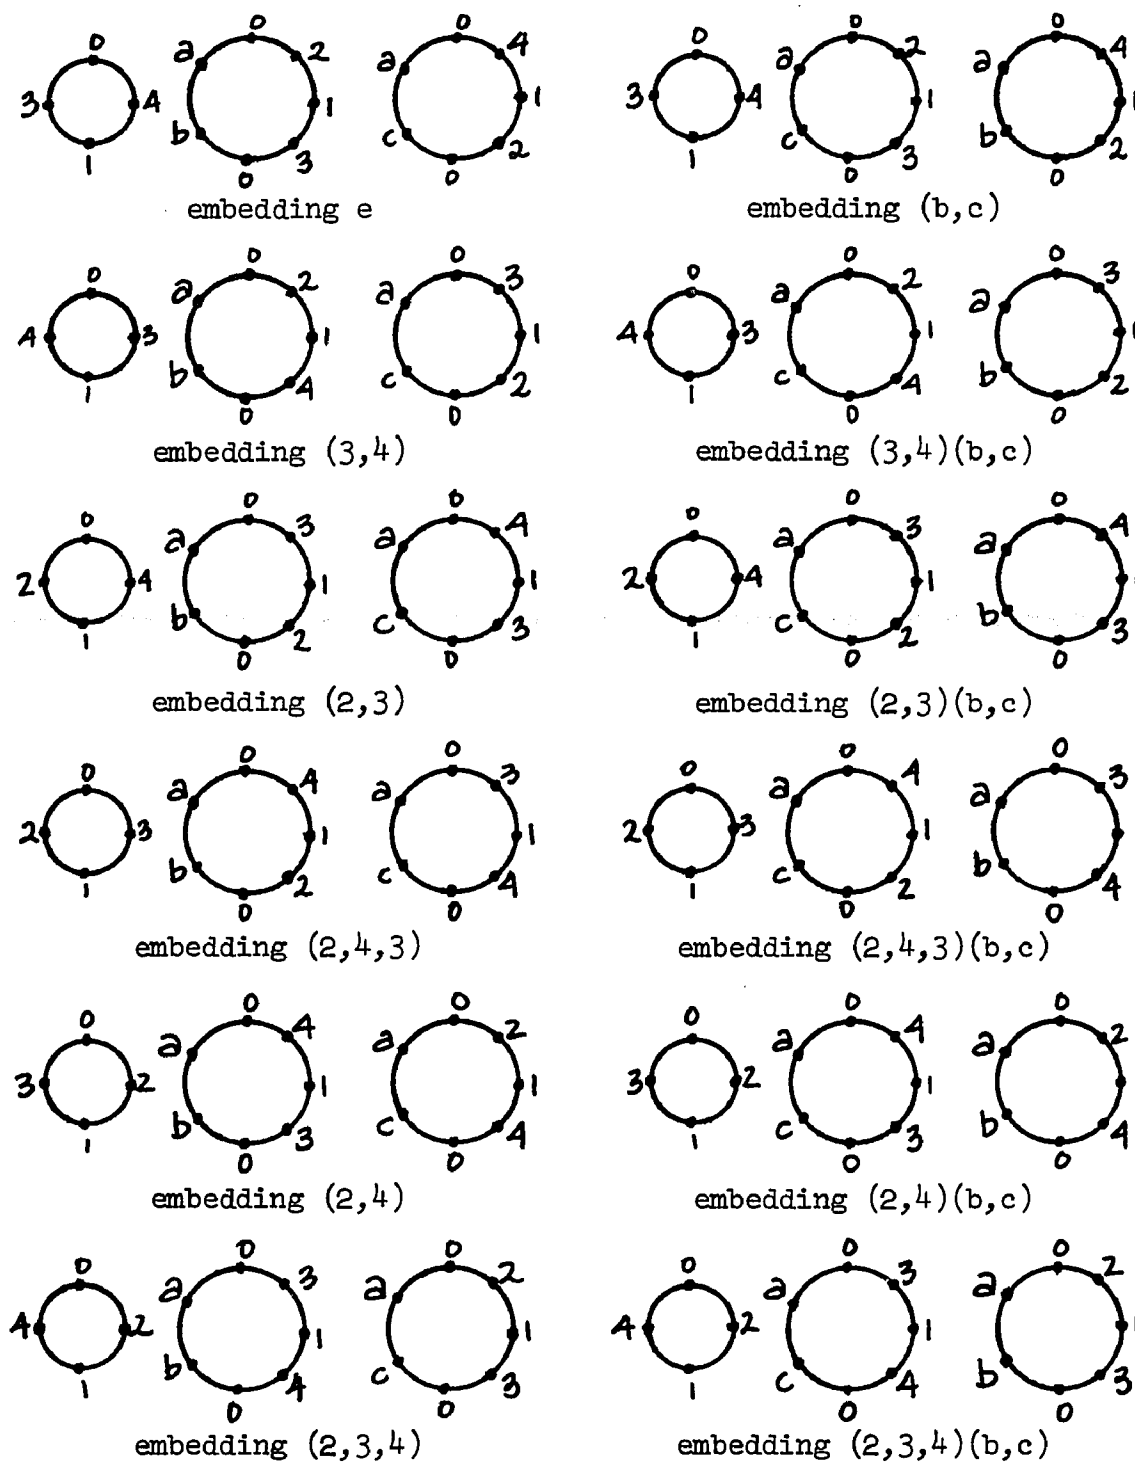 0 0 0 0 0 0
a 2 a 4 a 2 a 4
3 4 1 1 3 4 1 1
b 3 c 2 c 3 b 2
1 0 0 1 0 0
embedding e embedding (b,c)
0 0 0 0 0 0
a 2 a 3 a 2 a 3
4 3 1 1 4 3 1 1
b 4 c 2 c 4 b 2
1 0 0 1 0 0
embedding (3,4) embedding (3,4)(b,c)
0 0 0 0 0 0
a 3 a 4 a 3 a 4
2 4 1 1 2 4 1
b 2 c 3 c 2 b 3
1 0 0 1 0 0
embedding (2,3) embedding (2,3)(b,c)
0 0 0 0 0 0
a 4 a 3 a 4 a 3
2 3 1 1 2 3 1
b 2 c 4 c 2 b 4
1 0 0 1 0 0
embedding (2,4,3) embedding (2,4,3)(b,c)
0 0 0 0 0 0
a 4 a 2 a 4 a 2
3 2 1 1 3 2 1
b 3 c 4 c 3 b 4
1 0 0 1 0 0
embedding (2,4) embedding (2,4)(b,c)
0 0 0 0 0 0
a 3 a 2 a 3 a 2
4 2 1 1 4 2 1 1
b 4 c 3 c 4 b 3
1 0 0 1 0 0
embedding (2,3,4) embedding (2,3,4)(b,c)